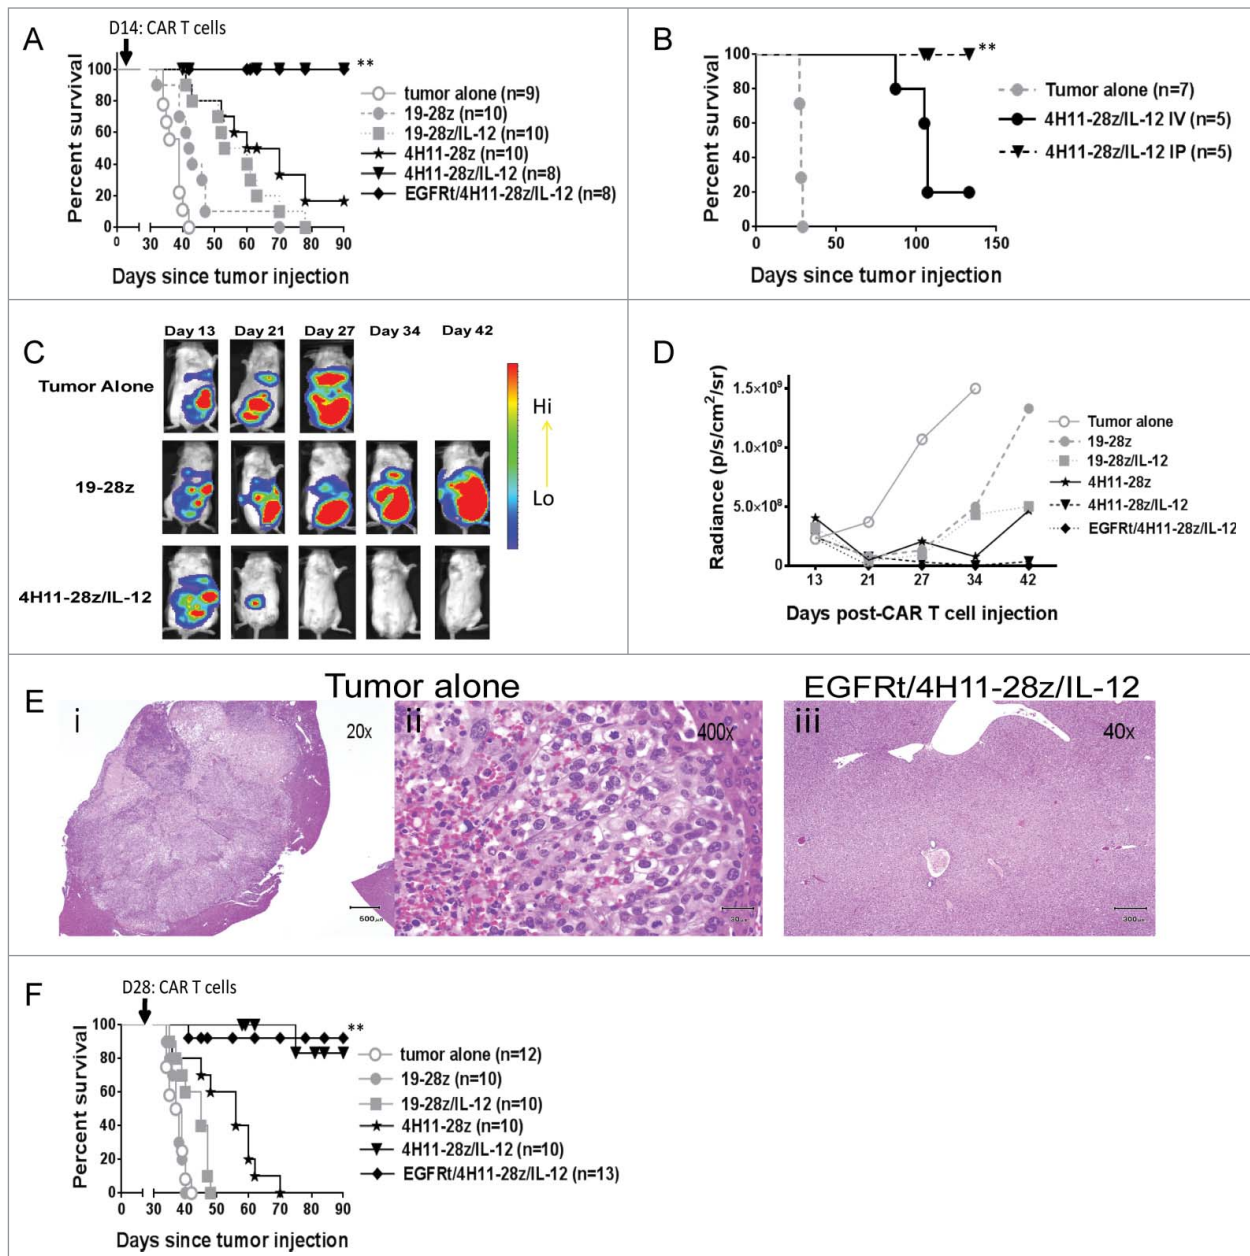 A
D14: CAR T cells
Percent survival
100
80
60
40
20
0
0 30 40 50 60 70 80 90
Days since tumor injection
**
tumor alone (n=9)
19-28z (n=10)
19-28z/IL-12 (n=10)
4H11-28z (n=10)
4H11-28z/IL-12 (n=8)
EGFRt/4H11-28z/IL-12 (n=8)
B
Percent survival
100
80
60
40
20
0
0 50 100 150
Days since tumor injection
**
Tumor alone (n=7)
4H11-28z/IL-12 IV (n=5)
4H11-28z/IL-12 IP (n=5)
C
Day 13 Day 21 Day 27 Day 34 Day 42
Tumor Alone
19-28z
4H11-28z/IL-12
Hi
Lo
D
Radiance (p/s/cm²/sr)
1.5×10⁹
1.0×10⁹
5.0×10⁸
0
13 21 27 34 42
Days post-CAR T cell injection
Tumor alone
19-28z
19-28z/IL-12
4H11-28z
4H11-28z/IL-12
EGFRt/4H11-28z/IL-12
E
Tumor alone
EGFRt/4H11-28z/IL-12
i
20x
ii
400x
iii
40x
300
F
D28: CAR T cells
Percent survival
100
80
60
40
20
0
0 30 40 50 60 70 80 90
Days since tumor injection
**
tumor alone (n=12)
19-28z (n=10)
19-28z/IL-12 (n=10)
4H11-28z (n=10)
4H11-28z/IL-12 (n=10)
EGFRt/4H11-28z/IL-12 (n=13)